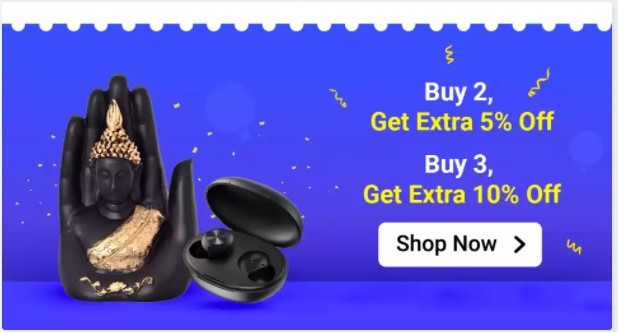 Buy 2,
Get Extra 5% Off
Buy 3,
Get Extra 10% Off
Shop Now